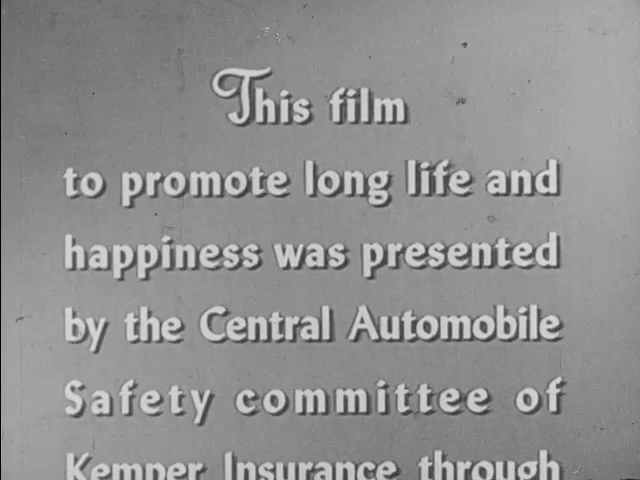 This film
to promote long life and
happiness was presented
by the Central Automobile
Safety committee of
Kemper Insurance through